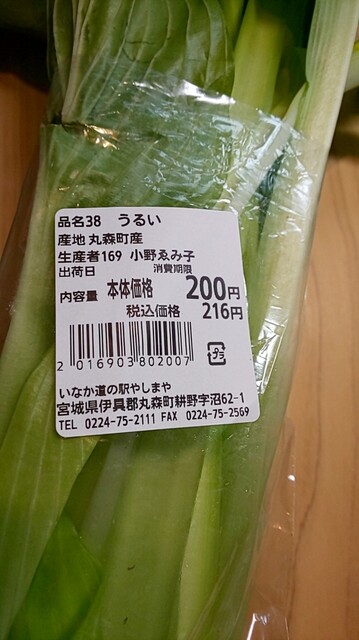 品名38 うるい
産地 丸森町産
生産者169 小野ゑみ子
出荷日 消費期限
内容量 本体価格 200円
税込価格 216円
2 016903 802007
プラ
いなか道の駅やしまや
宮城県伊具郡丸森町耕野字沼62-1
TEL 0224-75-2111 FAX 0224-75-2569